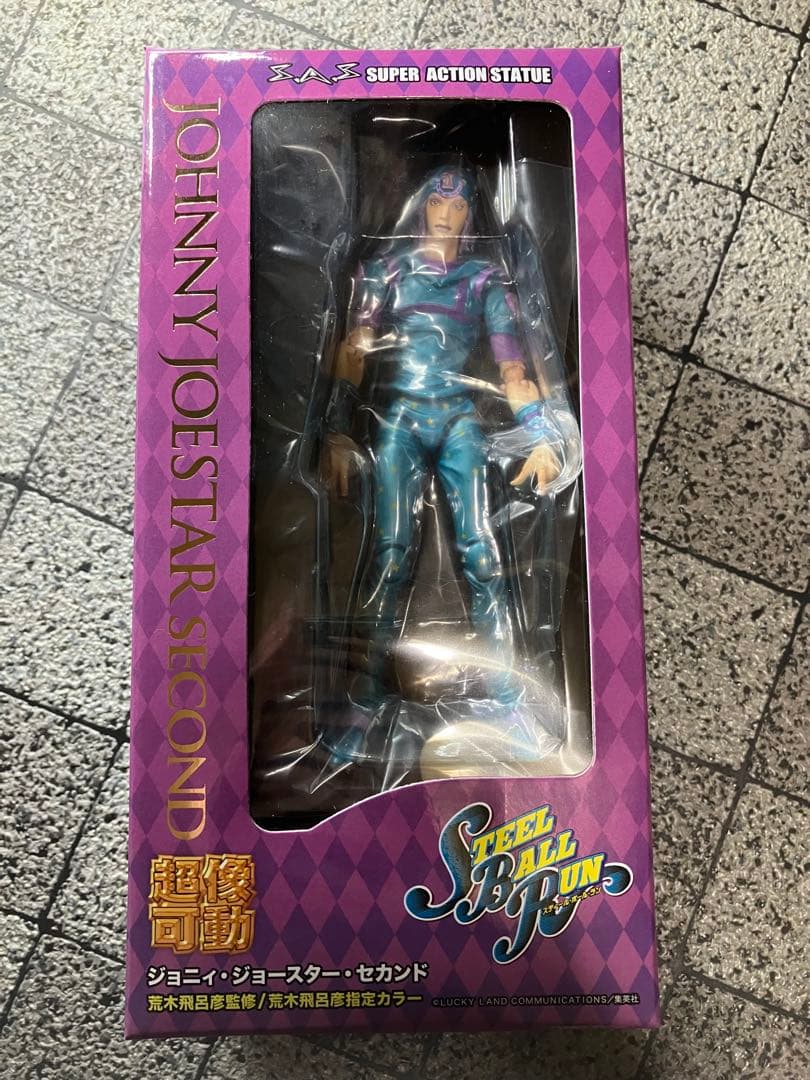 S.A.S SUPER ACTION STATUE
JOHNNY JOESTAR SECOND
STEEL
BALL
RUN
スティール・ボール・ラン
超像
可動
ジョニィ・ジョースター・セカンド
荒木飛呂彦監修/荒木飛呂彦指定カラー
©LUCKY LAND COMMUNICATIONS/集英社